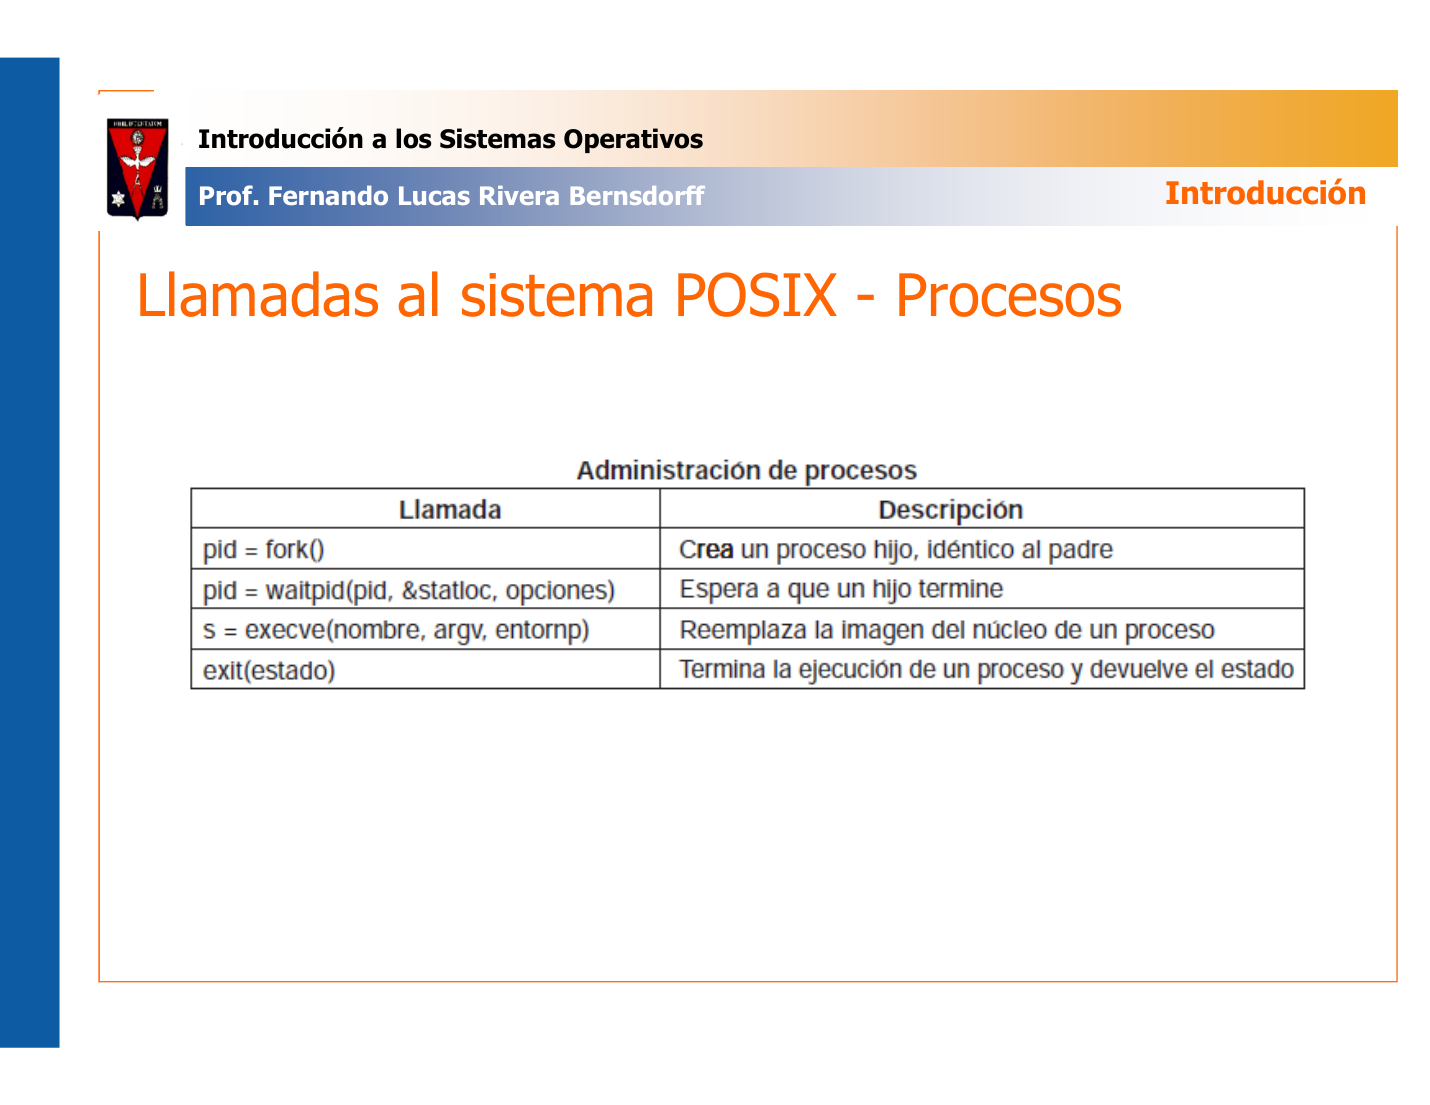 Introducción a los Sistemas Operativos
Prof. Fernando Lucas Rivera Bernsdorff
Introducción
Llamadas al sistema POSIX - Procesos
Administración de procesos
Llamada Descripción
pid = fork() Crea un proceso hijo, idéntico al padre
pid = waitpid(pid, &statloc, opciones) Espera a que un hijo termine
s = execve(nombre, argv, entornp) Reemplaza la imagen del núcleo de un proceso
exit(estado) Termina la ejecución de un proceso y devuelve el estado